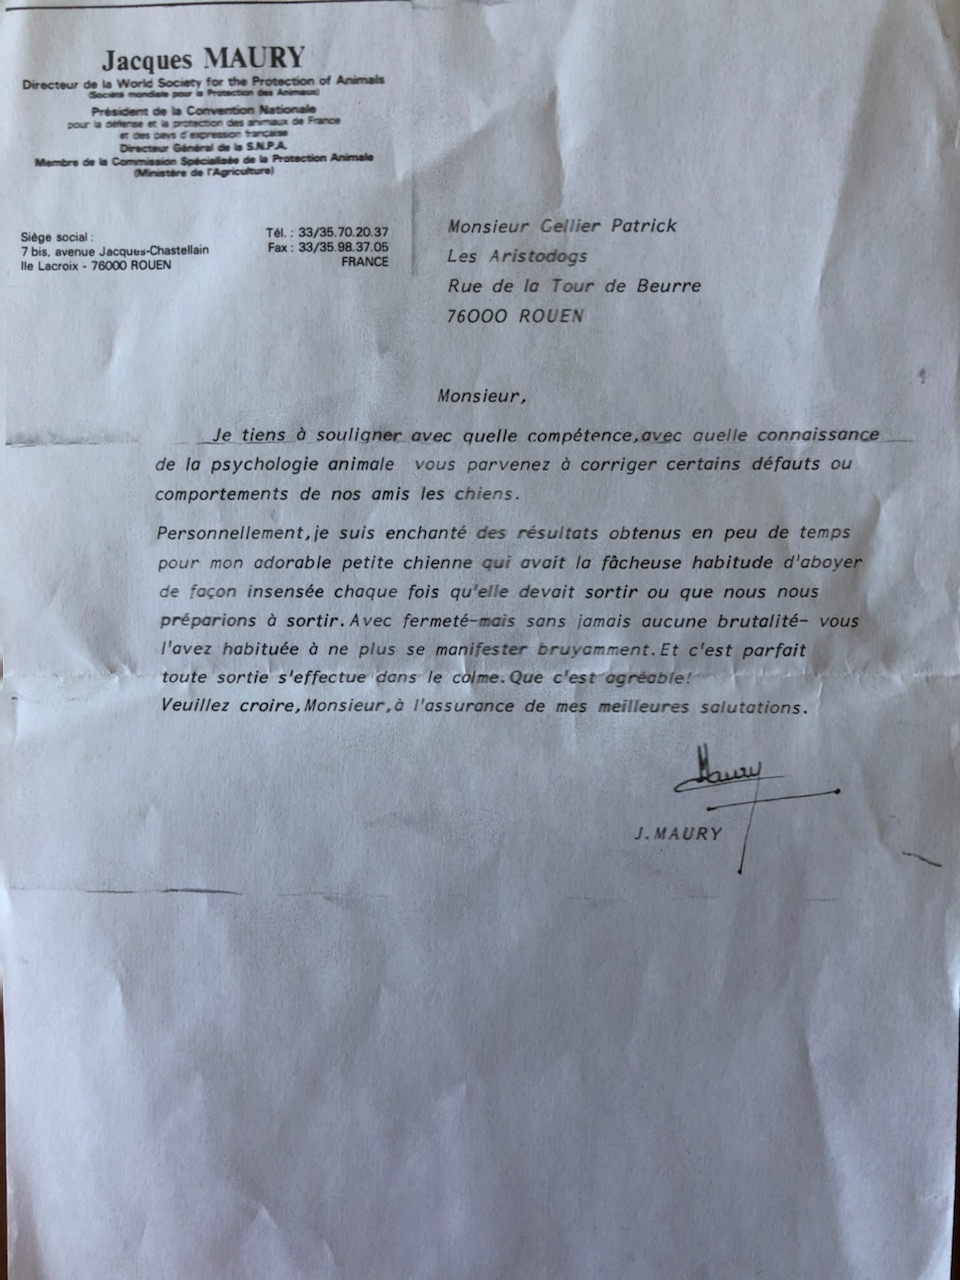 Jacques MAURY
Directeur de la World Society for the Protection of Animals
(Société mondiale pour la Protection des Animaux)
Président de la Convention Nationale
pour la défense et la protection des animaux de France
et des pays d'expression française
Directeur Général de la S.N.P.A.
Membre de la Commission Spécialisée de la Protection Animale
(Ministère de l'Agriculture)
Siège social :
7 bis, avenue Jacques-Chastellain
Ile Lacroix - 76000 ROUEN
Tél. : 33/35.70.20.37
Fax : 33/35.98.37.05
FRANCE
Monsieur Cellier Patrick
Les Aristodogs
Rue de la Tour de Beurre
76000 ROUEN
Monsieur,
Je tiens à souligner avec quelle compétence,avec quelle connaissance
de la psychologie animale vous parvenez à corriger certains défauts ou
comportements de nos amis les chiens.
Personnellement,je suis enchanté des résultats obtenus en peu de temps
pour mon adorable petite chienne qui avait la fâcheuse habitude d'aboyer
de façon insensée chaque fois qu'elle devait sortir ou que nous nous
préparions à sortir.Avec fermeté-mais sans jamais aucune brutalité- vous
l'avez habituée à ne plus se manifester bruyamment.Et c'est parfait
toute sortie s'effectue dans le calme.Que c'est agréable!
Veuillez croire,Monsieur,à l'assurance de mes meilleures salutations.
Maury
J.MAURY